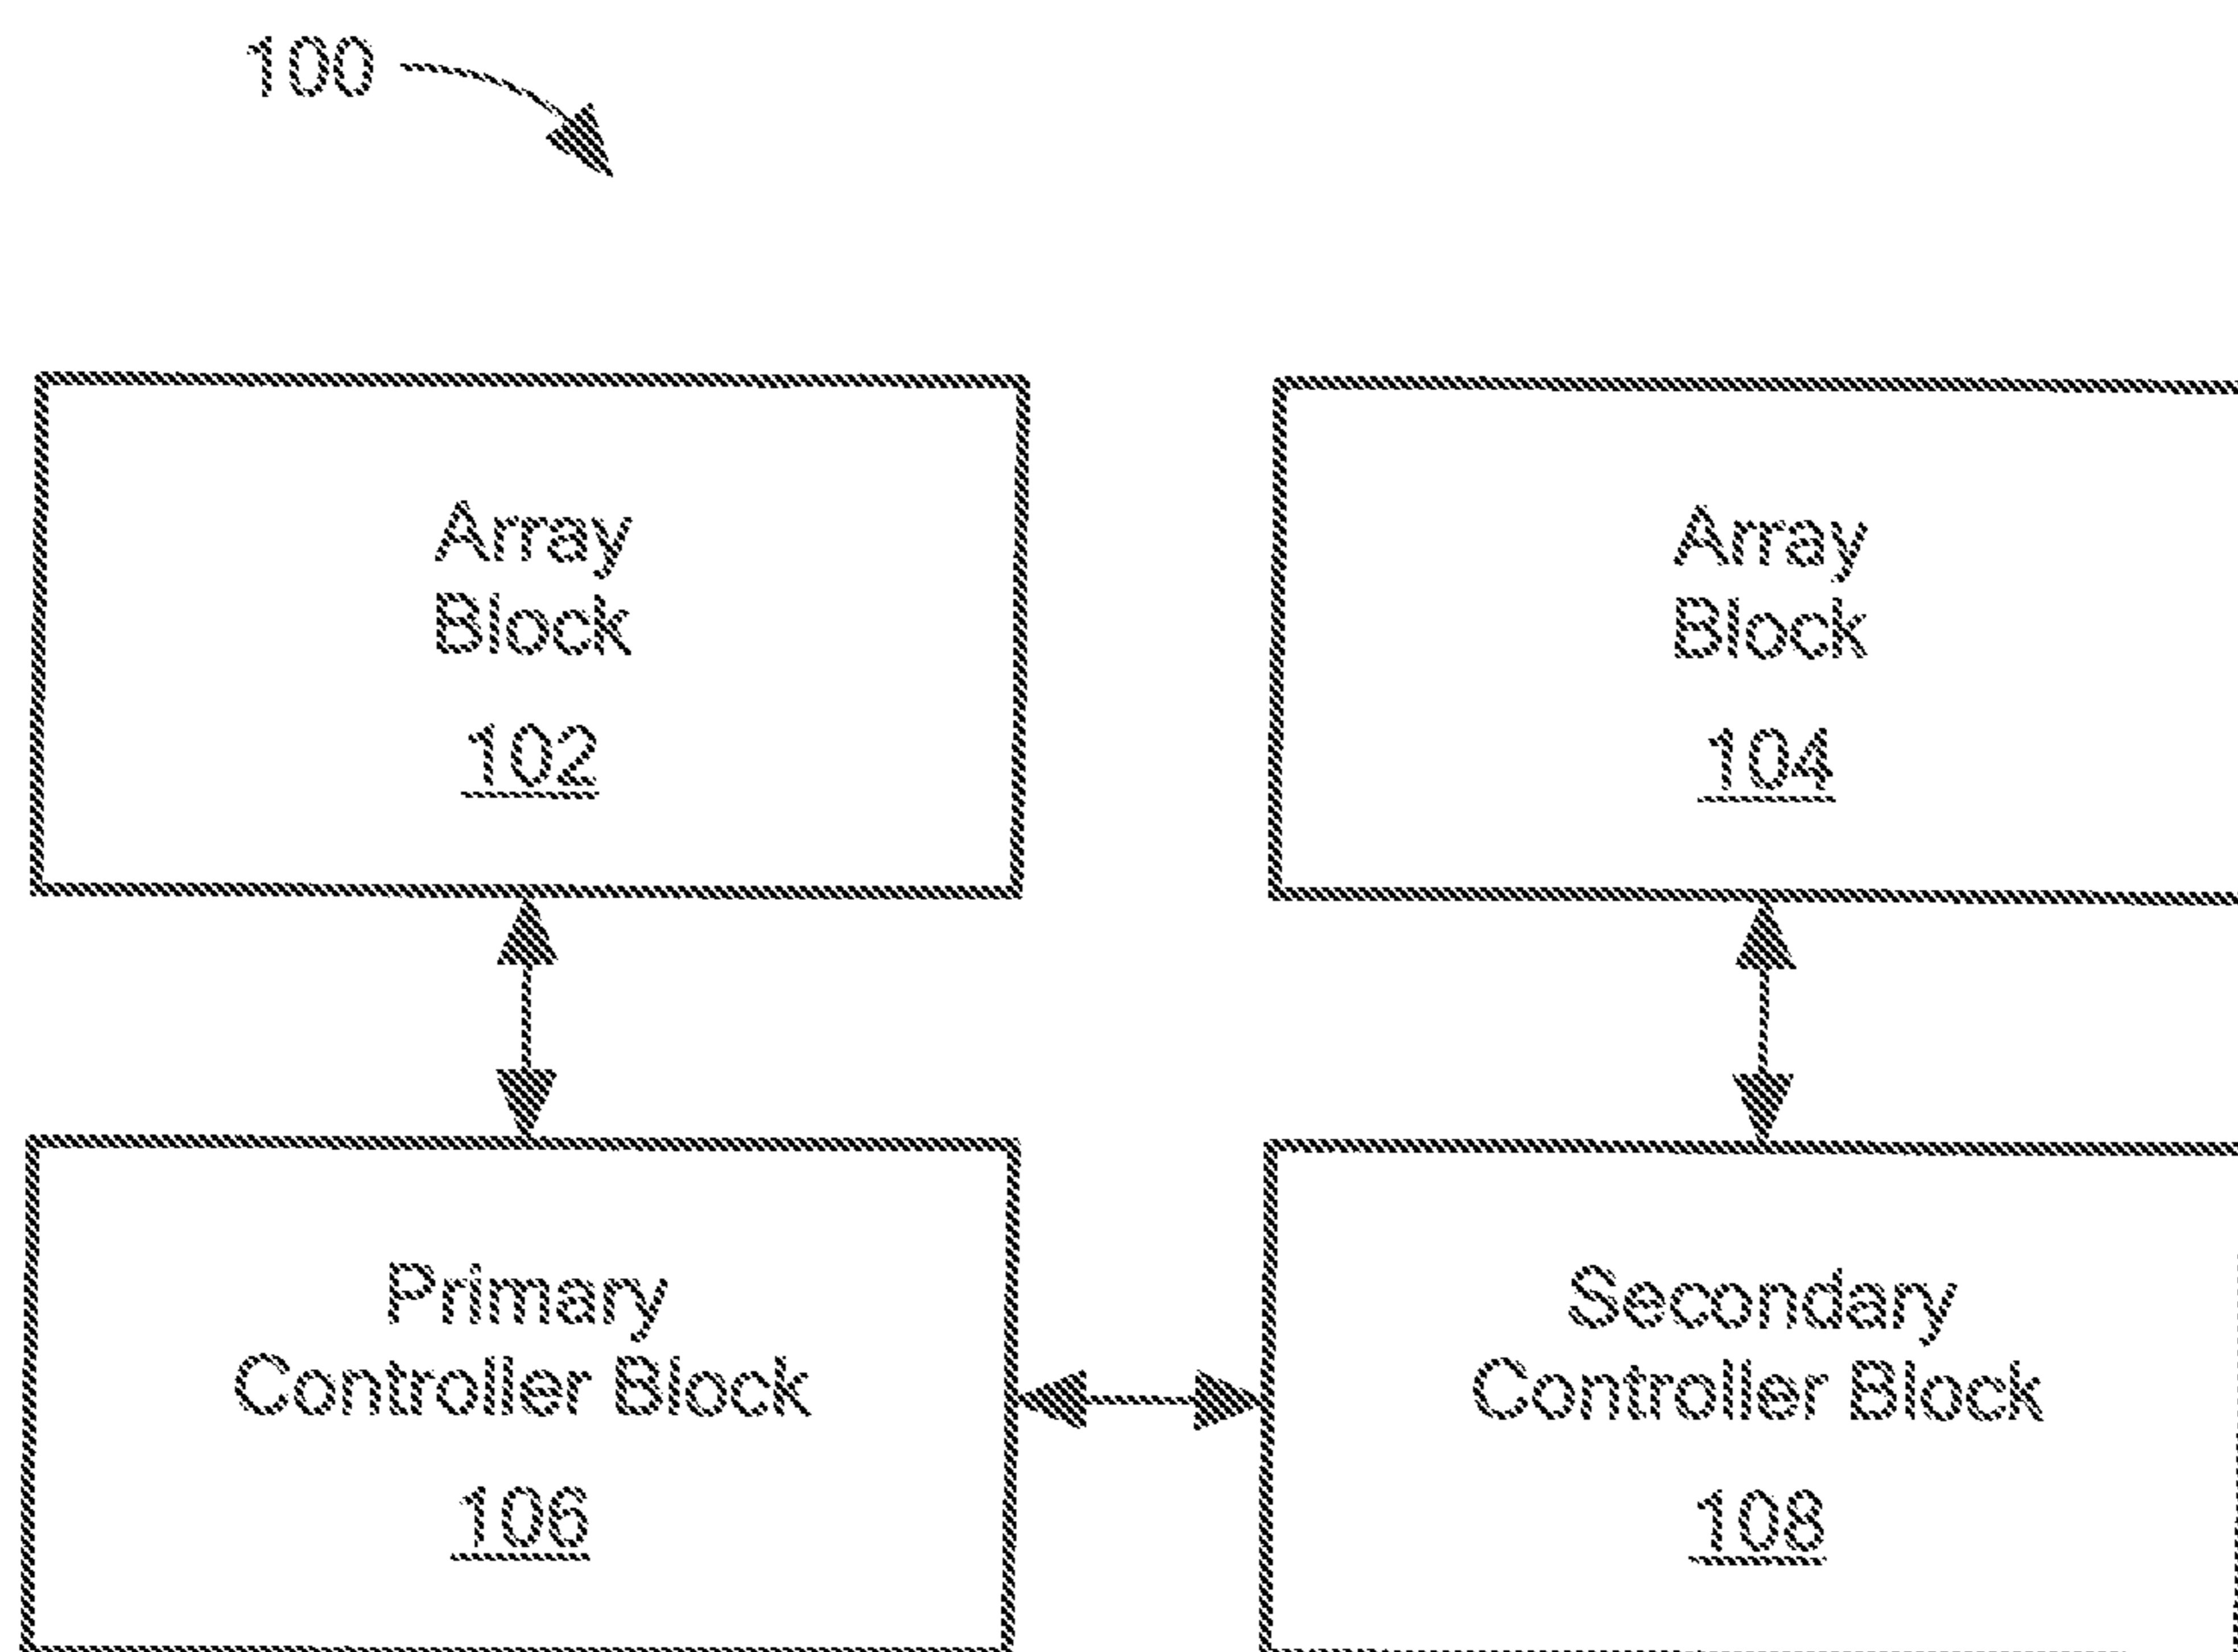 100
Array
Block
102
Array
Block
104
Primary
Controller Block
106
Secondary
Controller Block
108